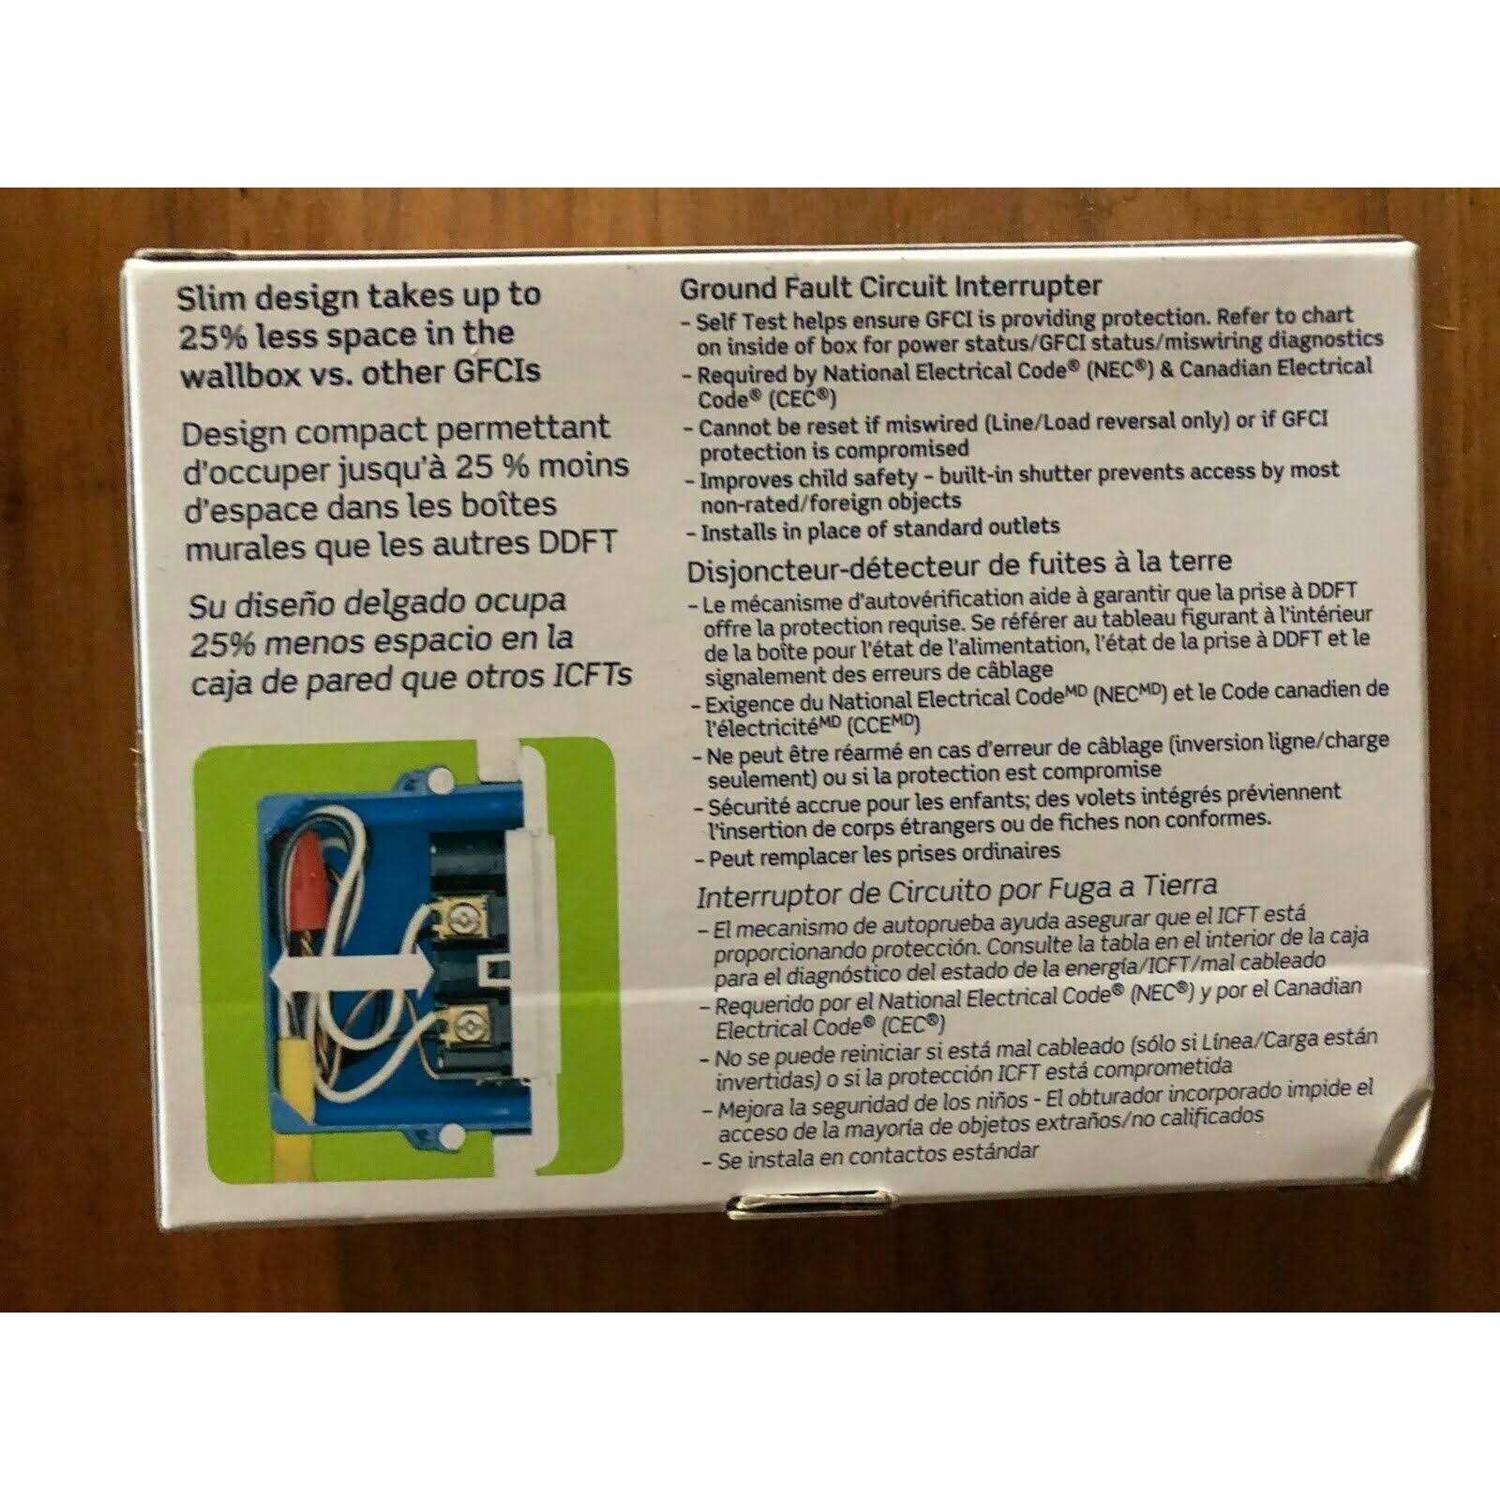 Slim design takes up to
25% less space in the
wallbox vs. other GFCIs
Design compact permettant
d'occuper jusqu'à 25 % moins
d'espace dans les boîtes
murales que les autres DDFT
Su diseño delgado ocupa
25% menos espacio en la
caja de pared que otros ICFTs
Ground Fault Circuit Interrupter
- Self Test helps ensure GFCI is providing protection. Refer to chart
on inside of box for power status/GFCI status/miswiring diagnostics
- Required by National Electrical Code® (NEC®) & Canadian Electrical
Code® (CEC®)
- Cannot be reset if miswired (Line/Load reversal only) or if GFCI
protection is compromised
- Improves child safety - built-in shutter prevents access by most
non-rated/foreign objects
- Installs in place of standard outlets
Disjoncteur-détecteur de fuites à la terre
- Le mécanisme d'autovérification aide à garantir que la prise à DDFT
offre la protection requise. Se référer au tableau figurant à l'intérieur
de la boîte pour l'état de l'alimentation, l'état de la prise à DDFT et le
signalement des erreurs de câblage
- Exigence du National Electrical Codeᴹᴰ (NECᴹᴰ) et le Code canadien de
l'électricitéᴹᴰ (CCEᴹᴰ)
- Ne peut être réarmé en cas d'erreur de câblage (inversion ligne/charge
seulement) ou si la protection est compromise
- Sécurité accrue pour les enfants; des volets intégrés préviennent
l'insertion de corps étrangers ou de fiches non conformes.
- Peut remplacer les prises ordinaires
Interruptor de Circuito por Fuga a Tierra
- El mecanismo de autoprueba ayuda asegurar que el ICFT está
proporcionando protección. Consulte la tabla en el interior de la caja
para el diagnóstico del estado de la energía/ICFT/mal cableado
- Requerido por el National Electrical Code® (NEC®) y por el Canadian
Electrical Code® (CEC®)
- No se puede reiniciar si está mal cableado (sólo si Línea/Carga están
invertidas) o si la protección ICFT está comprometida
- Mejora la seguridad de los niños - El obturador incorporado impide el
acceso de la mayoría de objetos extraños/no calificados
- Se instala en contactos estándar